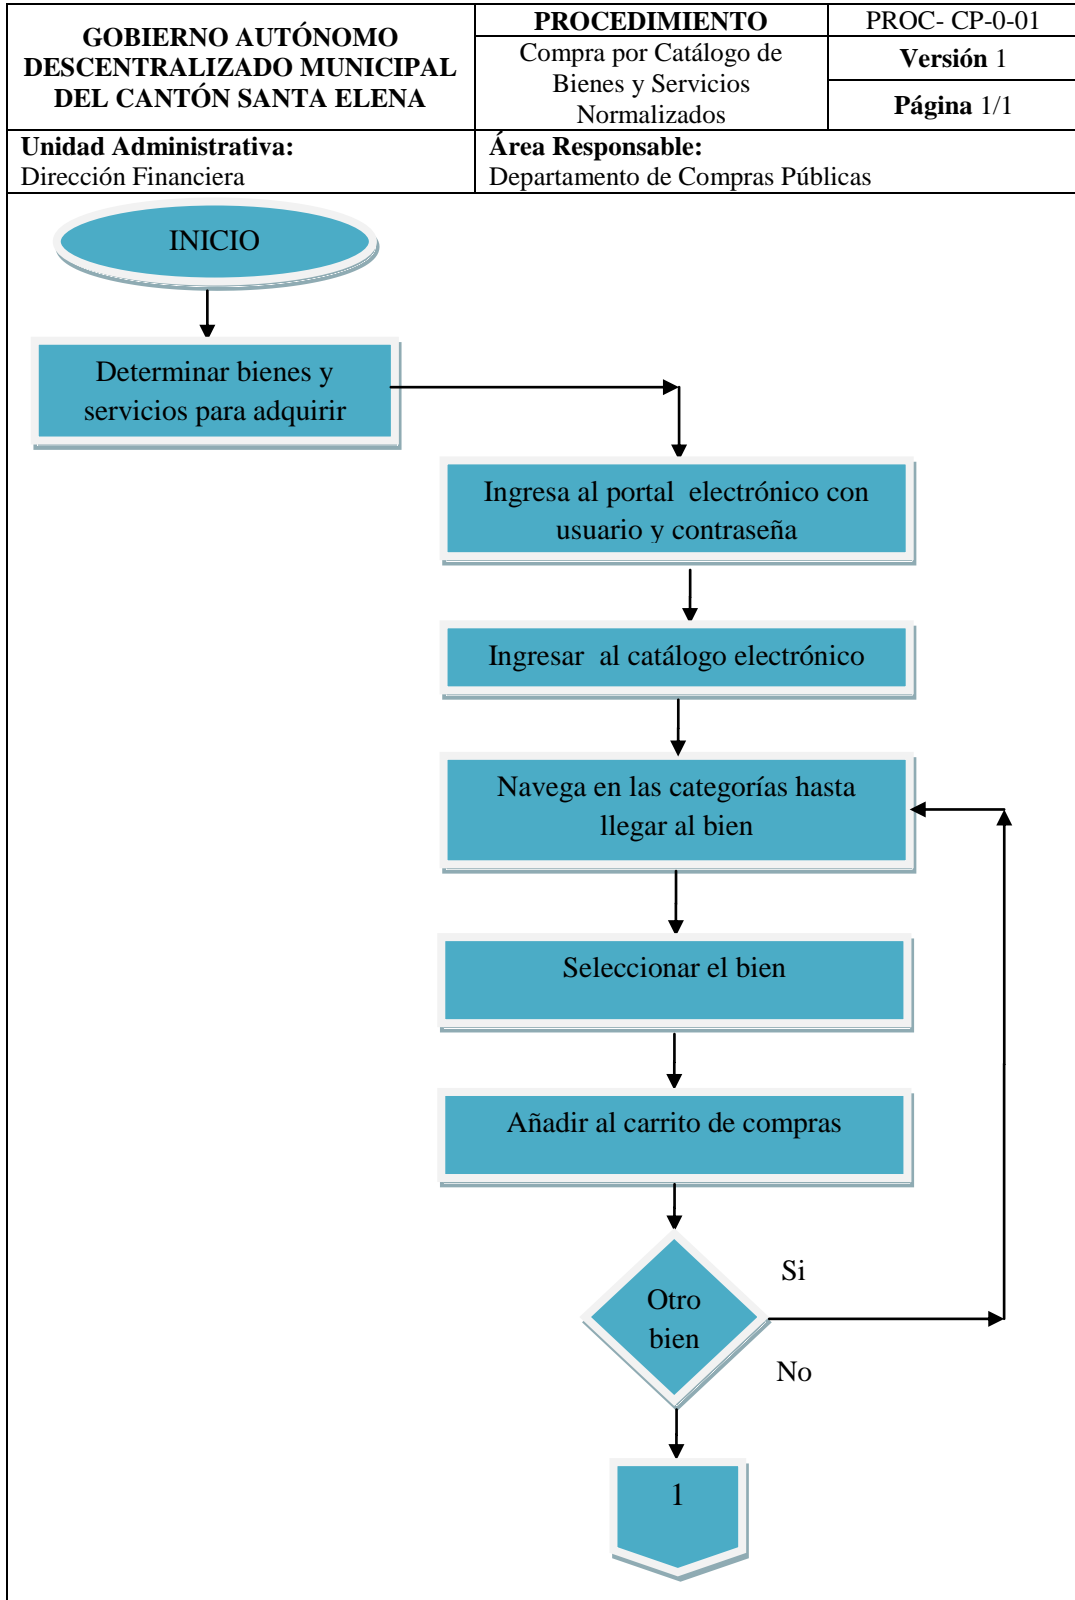 GOBIERNO AUTÓNOMO
DESCENTRALIZADO MUNICIPAL
DEL CANTÓN SANTA ELENA
PROCEDIMIENTO
Compra por Catálogo de
Bienes y Servicios
Normalizados
PROC- CP-0-01
Versión 1
Página 1/1
Unidad Administrativa:
Dirección Financiera
Área Responsable:
Departamento de Compras Públicas
INICIO
Determinar bienes y
servicios para adquirir
Ingresa al portal  electrónico con
usuario y contraseña
Ingresar  al catálogo electrónico
Navega en las categorías hasta
llegar al bien
Seleccionar el bien
Añadir al carrito de compras
Otro
bien
Si
No
1